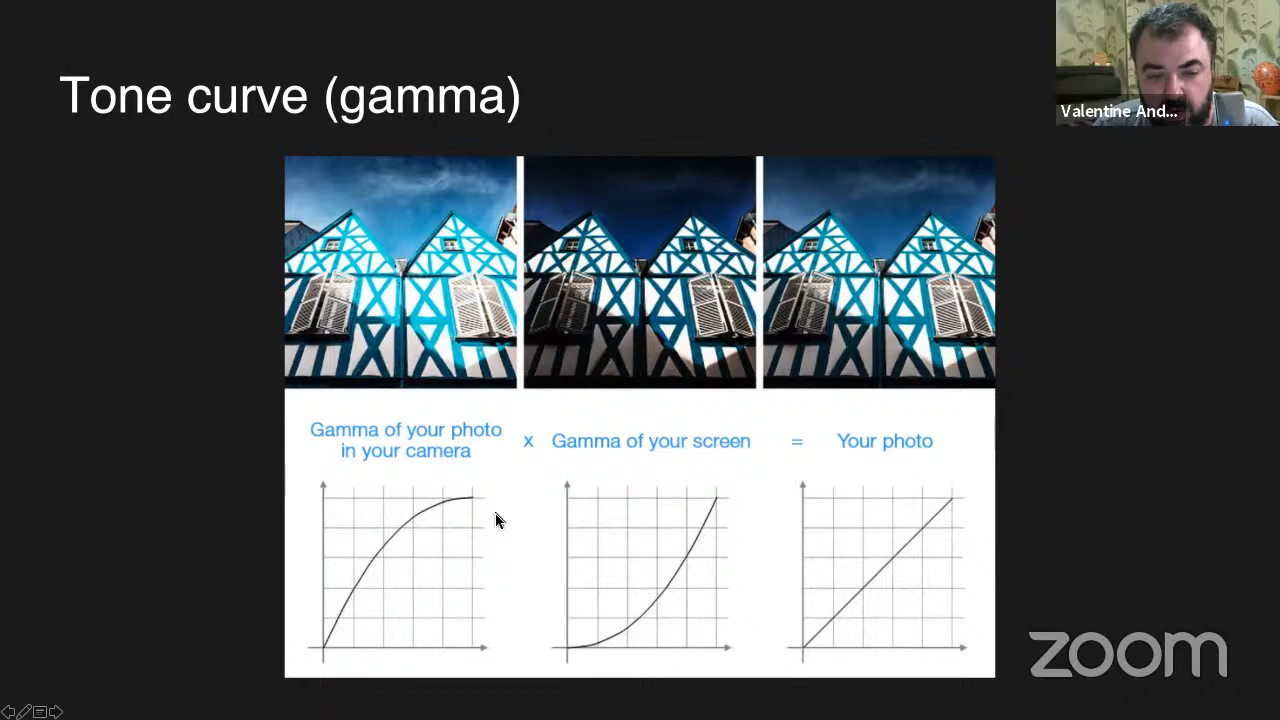 Tone curve (gamma)
Valentine And...
Gamma of your photo
in your camera
x
Gamma of your screen
=
Your photo
zoom